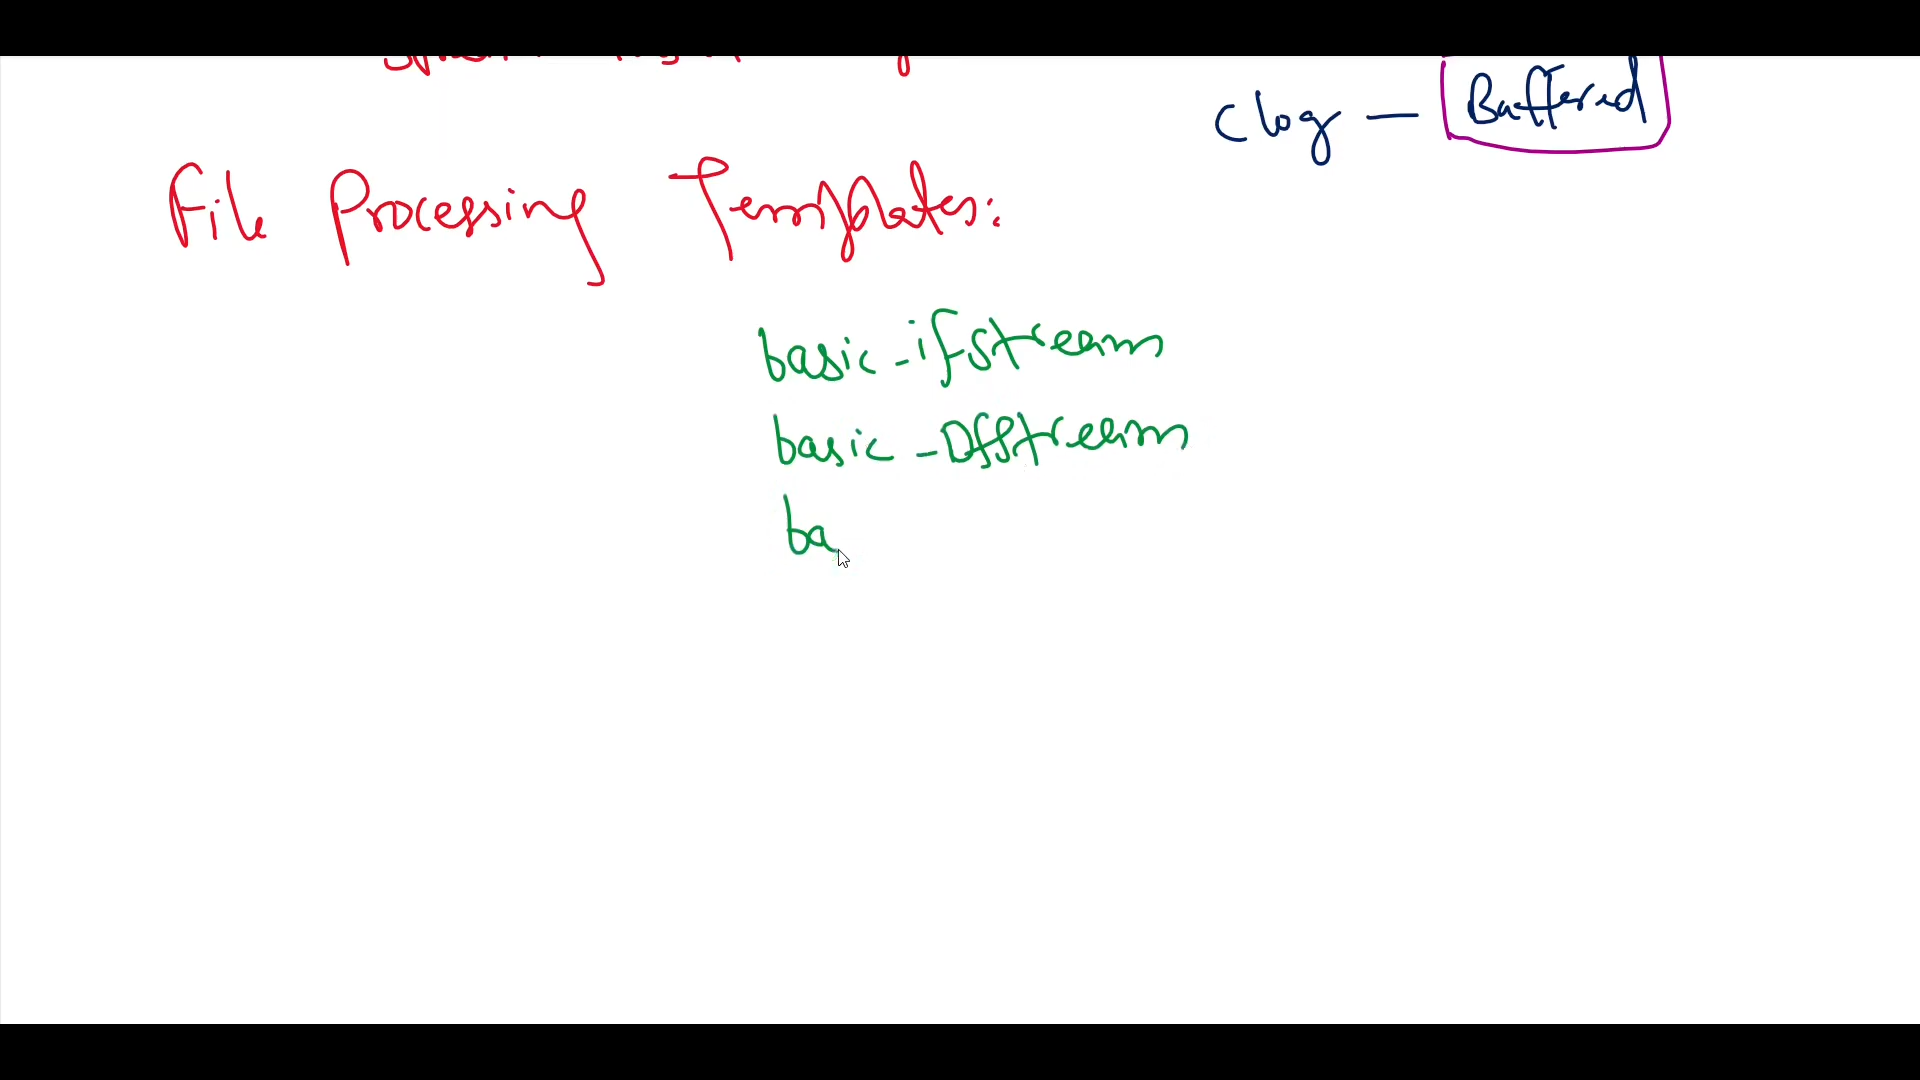 clog — Buffered
File Processing Templates:
basic_ifstream
basic_Ofstream
ba